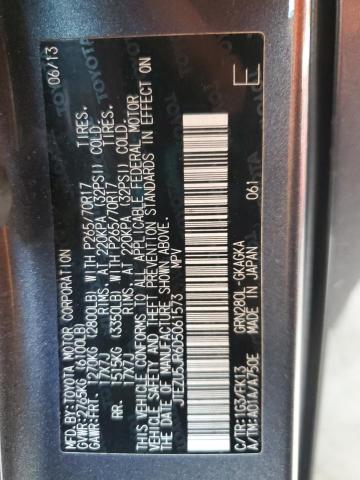 MFD. BY: TOYOTA MOTOR CORPORATION 06/13
GVWR: 2765KG (6100LB)
GAWR: FRT. 1270KG (2800LB) WITH P265/70R17 TIRES,
17X7J RIMS, AT 220KPA (32PSI) COLD.
RR. 1515KG (3350LB) WITH P265/70R17 TIRES,
17X7J RIMS, AT 220KPA (32PSI) COLD.
THIS VEHICLE CONFORMS TO ALL APPLICABLE FEDERAL MOTOR
VEHICLE SAFETY AND THEFT PREVENTION STANDARDS IN EFFECT ON
THE DATE OF MANUFACTURE SHOWN ABOVE.
JTEZU5JR6D5061573 MPV
C/TR: 1G3/FK13 GRN280L-GKAGKA 061
A/TM: A01A/A750E MADE IN JAPAN
E